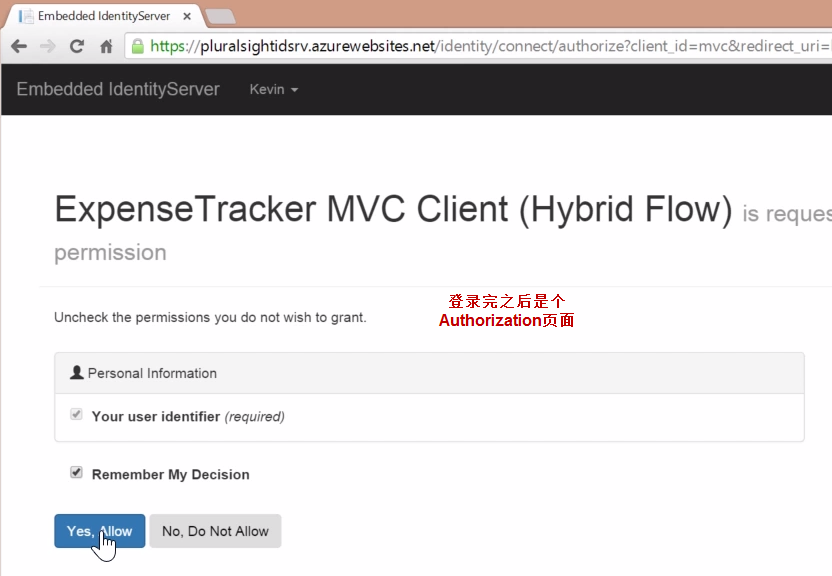 Embedded IdentityServer
https://pluralsightidsrv.azurewebsites.net/identity/connect/authorize?client_id=mvc&redirect_uri=
Embedded IdentityServer Kevin
ExpenseTracker MVC Client (Hybrid Flow) is reques
permission
登录完之后是个
Authorization页面
Uncheck the permissions you do not wish to grant.
Personal Information
Your user identifier (required)
Remember My Decision
Yes, Allow No, Do Not Allow